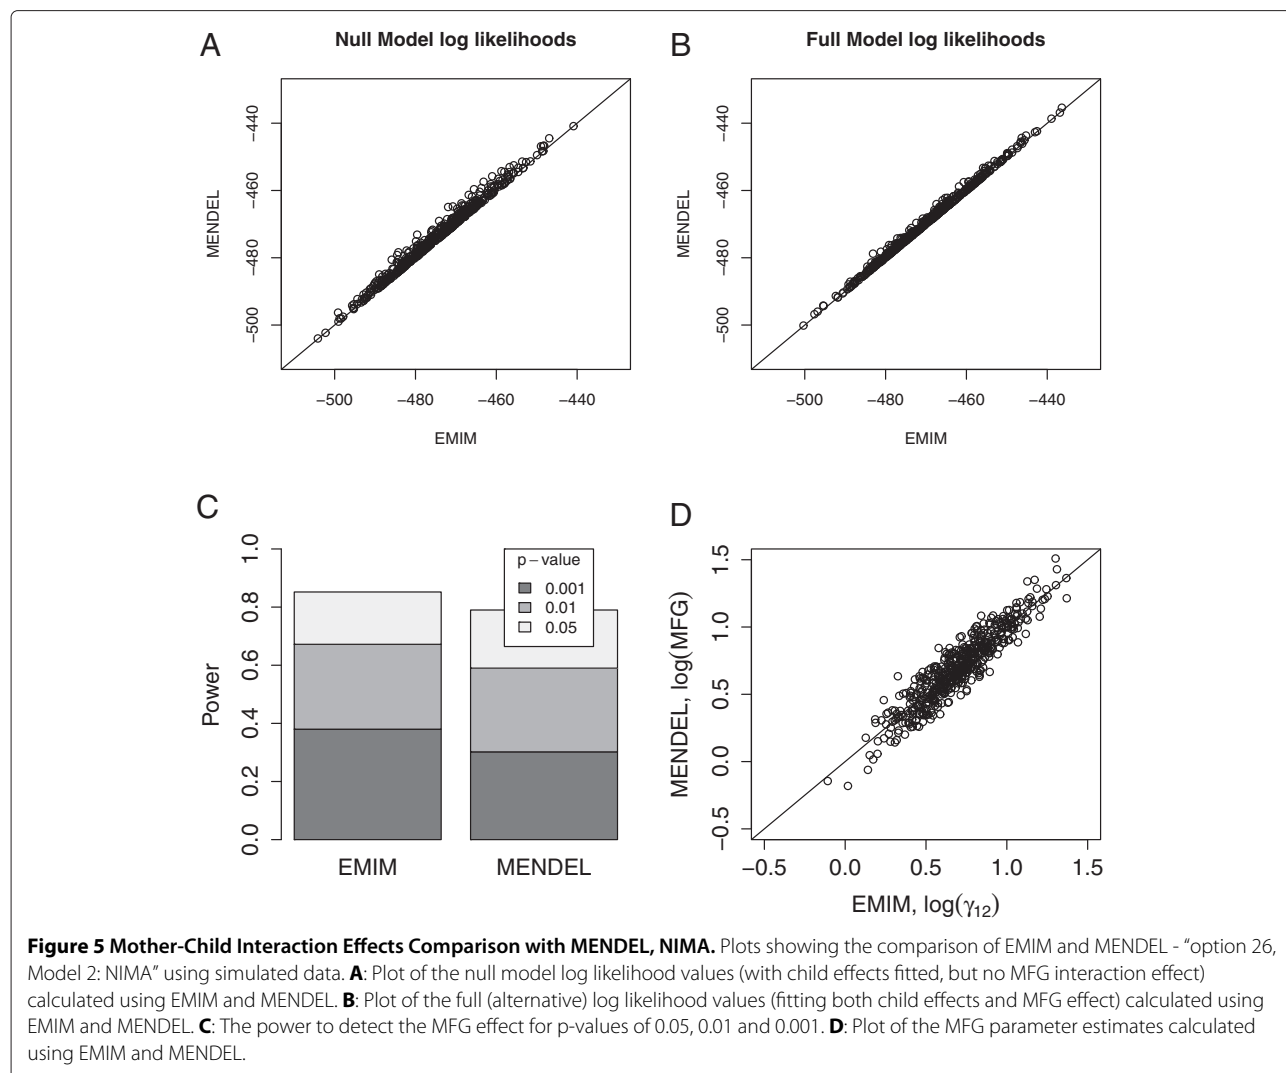 A
Null Model log likelihoods
MENDEL
−440
−460
−480
−500
−500 −480 −460 −440
EMIM
B
Full Model log likelihoods
MENDEL
−440
−460
−480
−500
−500 −480 −460 −440
EMIM
C
Power
1.0
0.8
0.6
0.4
0.2
0.0
p − value
0.001
0.01
0.05
EMIM MENDEL
D
MENDEL, log(MFG)
1.5
1.0
0.5
0.0
−0.5
−0.5 0.0 0.5 1.0 1.5
EMIM, log(γ12)
Figure 5 Mother-Child Interaction Effects Comparison with MENDEL, NIMA. Plots showing the comparison of EMIM and MENDEL - “option 26,
Model 2: NIMA” using simulated data. A: Plot of the null model log likelihood values (with child effects fitted, but no MFG interaction effect)
calculated using EMIM and MENDEL. B: Plot of the full (alternative) log likelihood values (fitting both child effects and MFG effect) calculated using
EMIM and MENDEL. C: The power to detect the MFG effect for p-values of 0.05, 0.01 and 0.001. D: Plot of the MFG parameter estimates calculated
using EMIM and MENDEL.